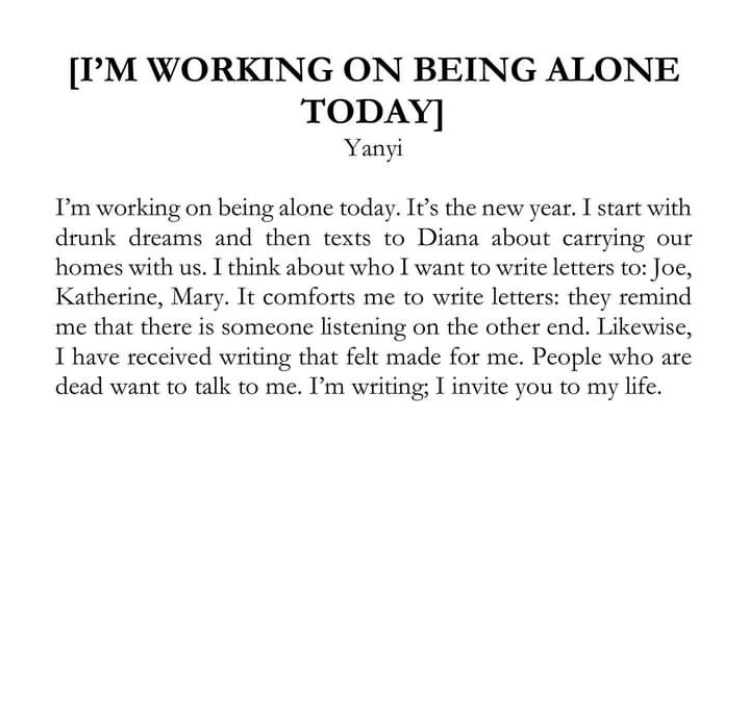 [I’M WORKING ON BEING ALONE
TODAY]
Yanyi
I’m working on being alone today. It’s the new year. I start with
drunk dreams and then texts to Diana about carrying our
homes with us. I think about who I want to write letters to: Joe,
Katherine, Mary. It comforts me to write letters: they remind
me that there is someone listening on the other end. Likewise,
I have received writing that felt made for me. People who are
dead want to talk to me. I’m writing; I invite you to my life.